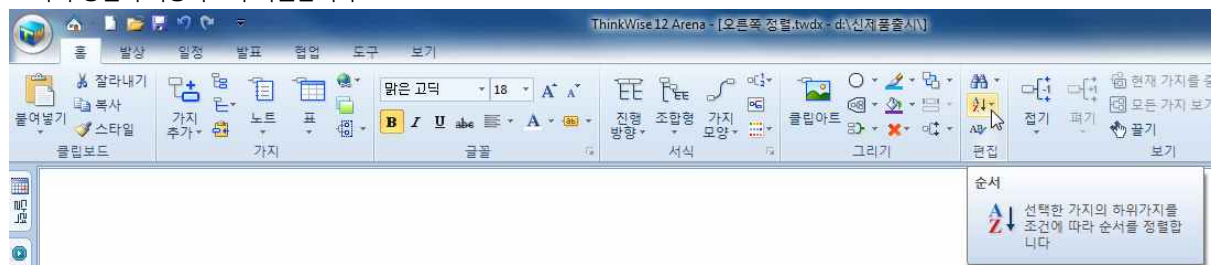 ThinkWise 12 Arena - [오른쪽 정렬.twdx - d:\신제품출시\]
홈 발상 일정 발표 협업 도구 보기
붙여넣기
잘라내기
복사
스타일
클립보드
가지 추가
노트
표
가지
맑은 고딕 18
B I U abc
글꼴
진행 방향
조합형
가지 모양
서식
클립아트
그리기
편집
접기
펴기
현재 가지를 중
모든 가지 보기
끌기
보기
순서
선택한 가지의 하위가지를
조건에 따라 순서를 정렬합
니다